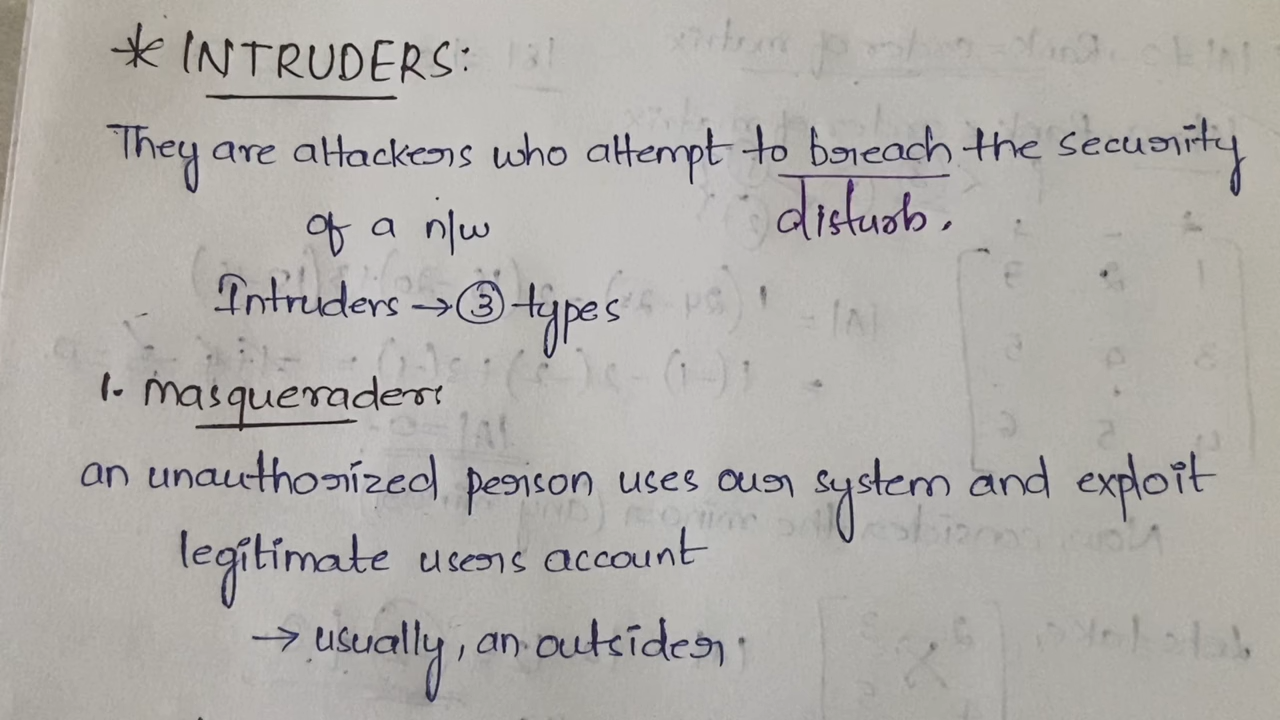 * INTRUDERS:
They are attackers who attempt to breach the security
disturb.
of a n/w
Intruders → ③ types
1. Masquerader:
an unauthorized person uses our system and exploit
legitimate users account
→ usually, an outsider.